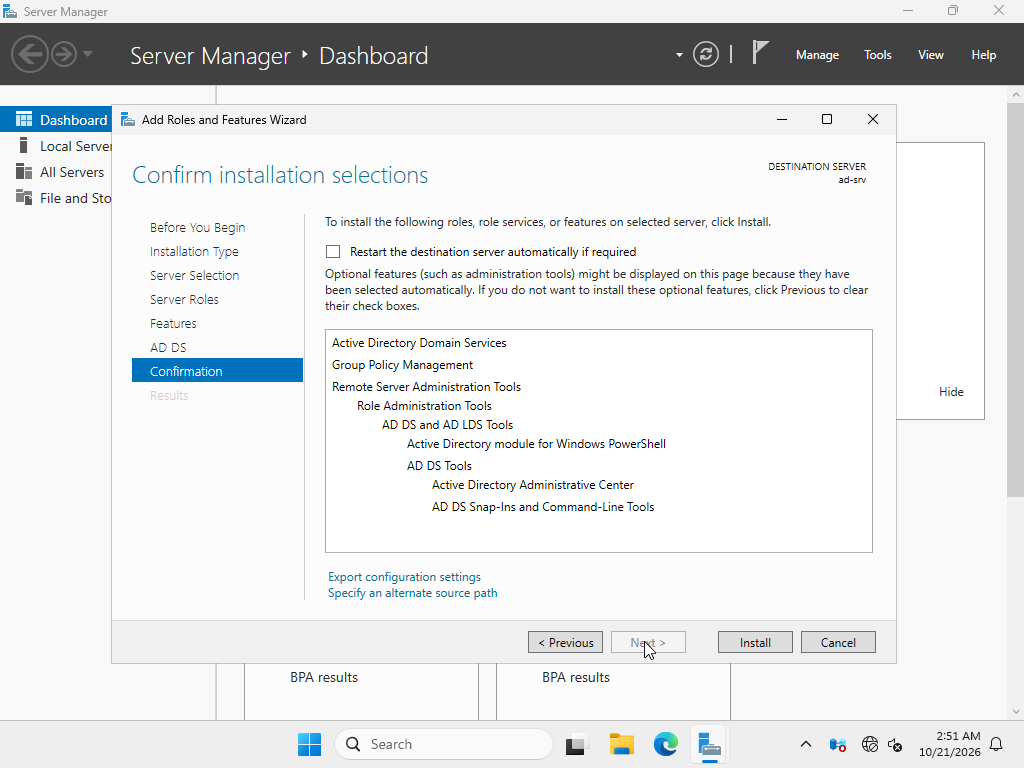 Server Manager
Server Manager ‣ Dashboard
Manage
Tools
View
Help
Dashboard
Local Server
All Servers
File and Sto
Add Roles and Features Wizard
Confirm installation selections
DESTINATION SERVER
ad-srv
Before You Begin
Installation Type
Server Selection
Server Roles
Features
AD DS
Confirmation
Results
To install the following roles, role services, or features on selected server, click Install.
Restart the destination server automatically if required
Optional features (such as administration tools) might be displayed on this page because they have
been selected automatically. If you do not want to install these optional features, click Previous to clear
their check boxes.
Active Directory Domain Services
Group Policy Management
Remote Server Administration Tools
Role Administration Tools
AD DS and AD LDS Tools
Active Directory module for Windows PowerShell
AD DS Tools
Active Directory Administrative Center
AD DS Snap-Ins and Command-Line Tools
Export configuration settings
Specify an alternate source path
< Previous
Next >
Install
Cancel
Hide
BPA results
BPA results
Search
2:51 AM
10/21/2026